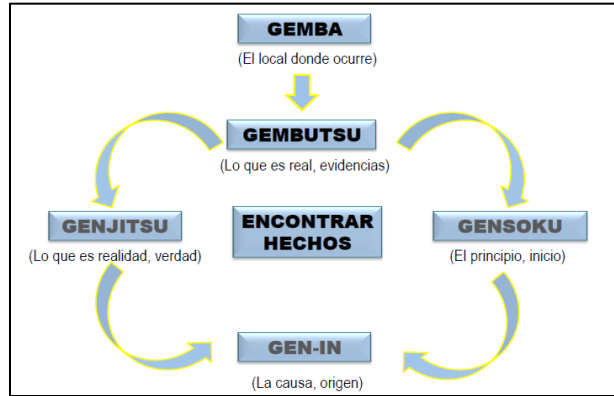 GEMBA
(El local donde ocurre)
GEMBUTSU
(Lo que es real, evidencias)
GENJITSU
(Lo que es realidad, verdad)
ENCONTRAR
HECHOS
GENSOKU
(El principio, inicio)
GEN-IN
(La causa, origen)